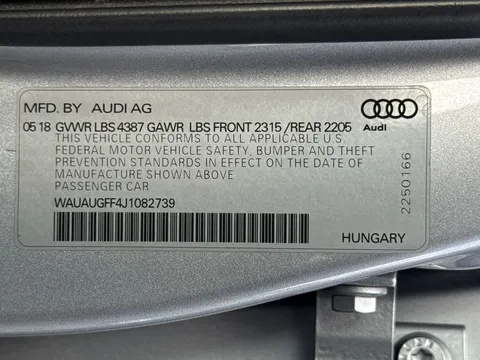 MFD. BY AUDI AG
05 18 GVWR LBS 4387 GAWR LBS FRONT 2315 /REAR 2205
Audi
THIS VEHICLE CONFORMS TO ALL APPLICABLE U.S.
FEDERAL MOTOR VEHICLE SAFETY, BUMPER AND THEFT
PREVENTION STANDARDS IN EFFECT ON THE DATE OF
MANUFACTURE SHOWN ABOVE
PASSENGER CAR
2250166
WAUAUGFF4J1082739
HUNGARY